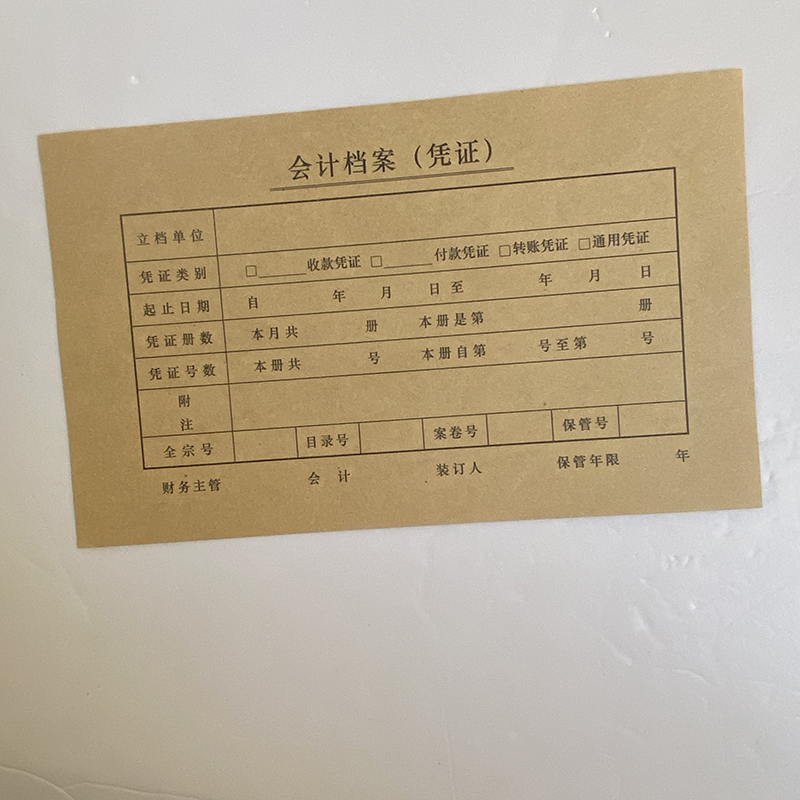 会计档案（凭证）
立档单位
凭证类别 □______收款凭证 □______付款凭证 □转账凭证 □通用凭证
起止日期 自 年 月 日 至 年 月 日
凭证册数 本月共 册 本册是第 册
凭证号数 本册共 号 本册自第 号至第 号
附
注
全宗号 目录号 案卷号 保管号
财务主管 会 计 装订人 保管年限 年